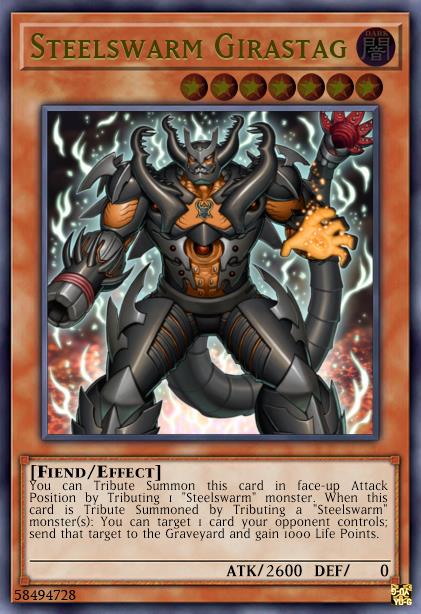 Steelswarm Girastag
DARK
闇
[Fiend/Effect]
You can Tribute Summon this card in face-up Attack
Position by Tributing 1 "Steelswarm" monster. When this
card is Tribute Summoned by Tributing a "Steelswarm"
monster(s): You can target 1 card your opponent controls;
send that target to the Graveyard and gain 1000 Life Points.
ATK/2600 DEF/ 0
58494728